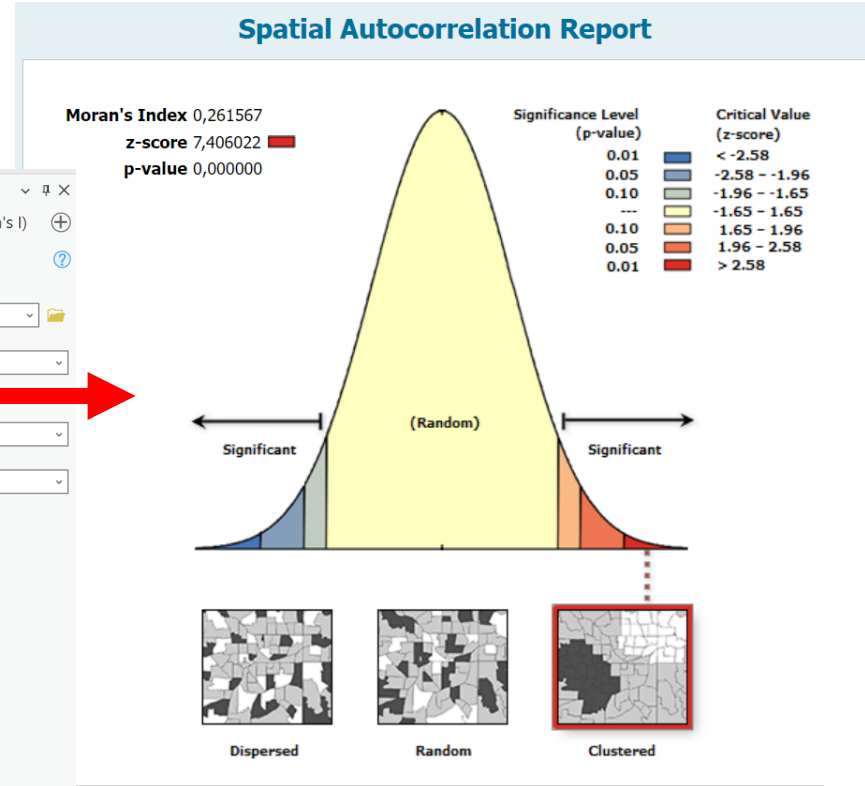 Spatial Autocorrelation Report
Moran's Index 0,261567
z-score 7,406022
p-value 0,000000
Significance Level
(p-value)
Critical Value
(z-score)
0.01 < -2.58
0.05 -2.58 – -1.96
0.10 -1.96 – -1.65
--- -1.65 – 1.65
0.10 1.65 – 1.96
0.05 1.96 – 2.58
0.01 > 2.58
's I)
(Random)
Significant Significant
Dispersed Random Clustered